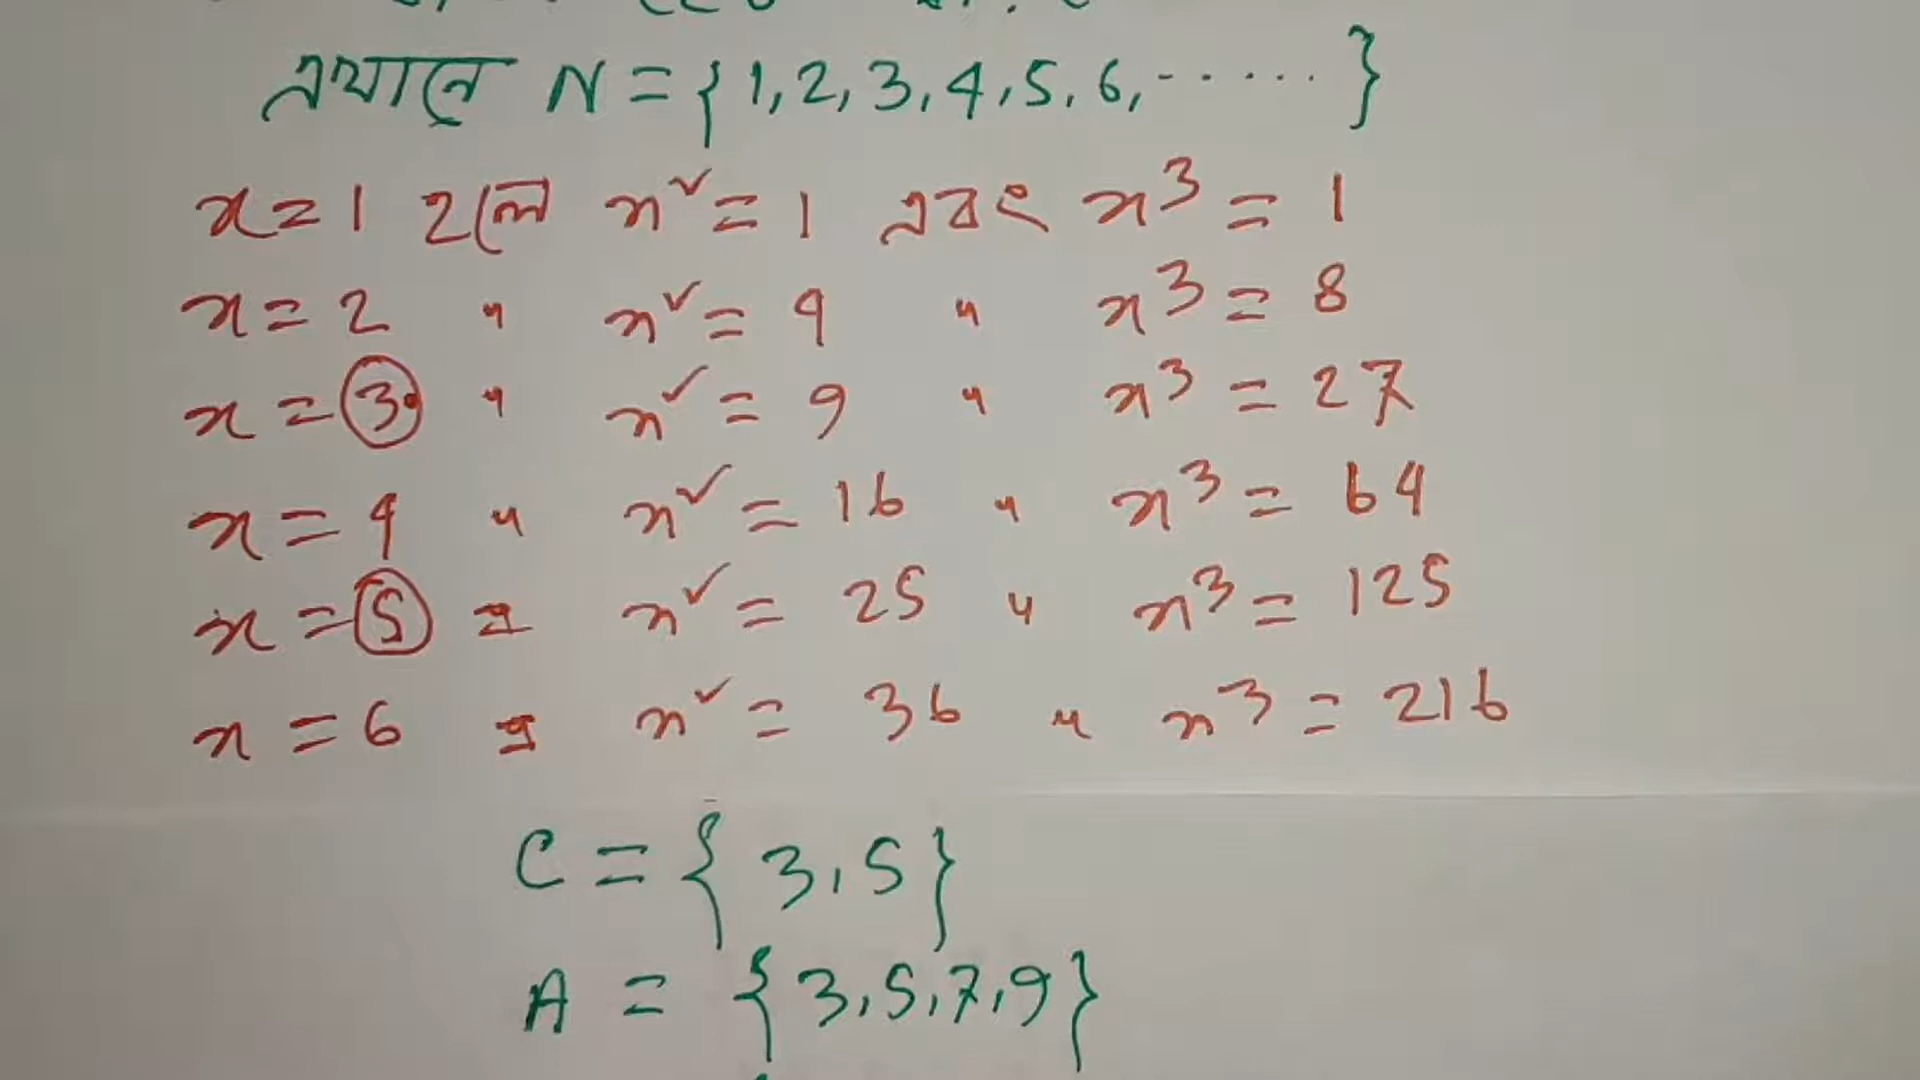 এখানে N = {1, 2, 3, 4, 5, 6, ......}
x = 1 হলে x² = 1 এবং x³ = 1
x = 2 " x² = 4 " x³ = 8
x = 3 " x² = 9 " x³ = 27
x = 4 " x² = 16 " x³ = 64
x = 5 " x² = 25 " x³ = 125
x = 6 " x² = 36 " x³ = 216
C = {3, 5}
A = {3, 5, 7, 9}